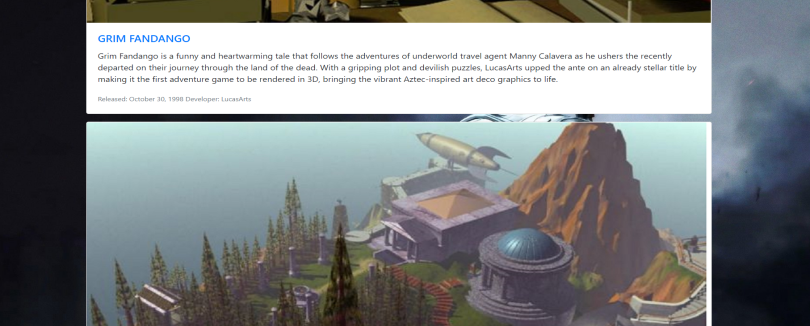 GRIM FANDANGO
Grim Fandango is a funny and heartwarming tale that follows the adventures of underworld travel agent Manny Calavera as he ushers the recently
departed on their journey through the land of the dead. With a gripping plot and devilish puzzles, LucasArts upped the ante on an already stellar title by
making it the first adventure game to be rendered in 3D, bringing the vibrant Aztec-inspired art deco graphics to life.
Released: October 30, 1998 Developer: LucasArts